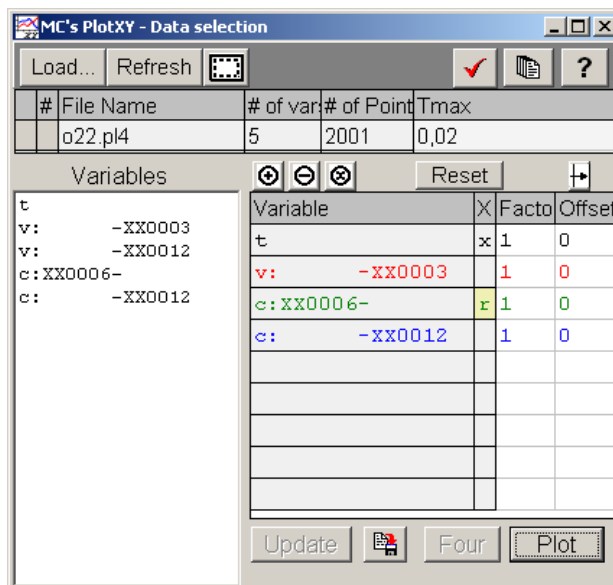 MC's PlotXY - Data selection
Load... Refresh ?
# File Name # of var: # of Point Tmax
o22.pl4 5 2001 0,02
Variables Reset
t
v: -XX0003
v: -XX0012
c:XX0006-
c: -XX0012
Variable X Facto Offset
t x 1 0
v: -XX0003 1 0
c:XX0006- r 1 0
c: -XX0012 1 0
Update Four Plot